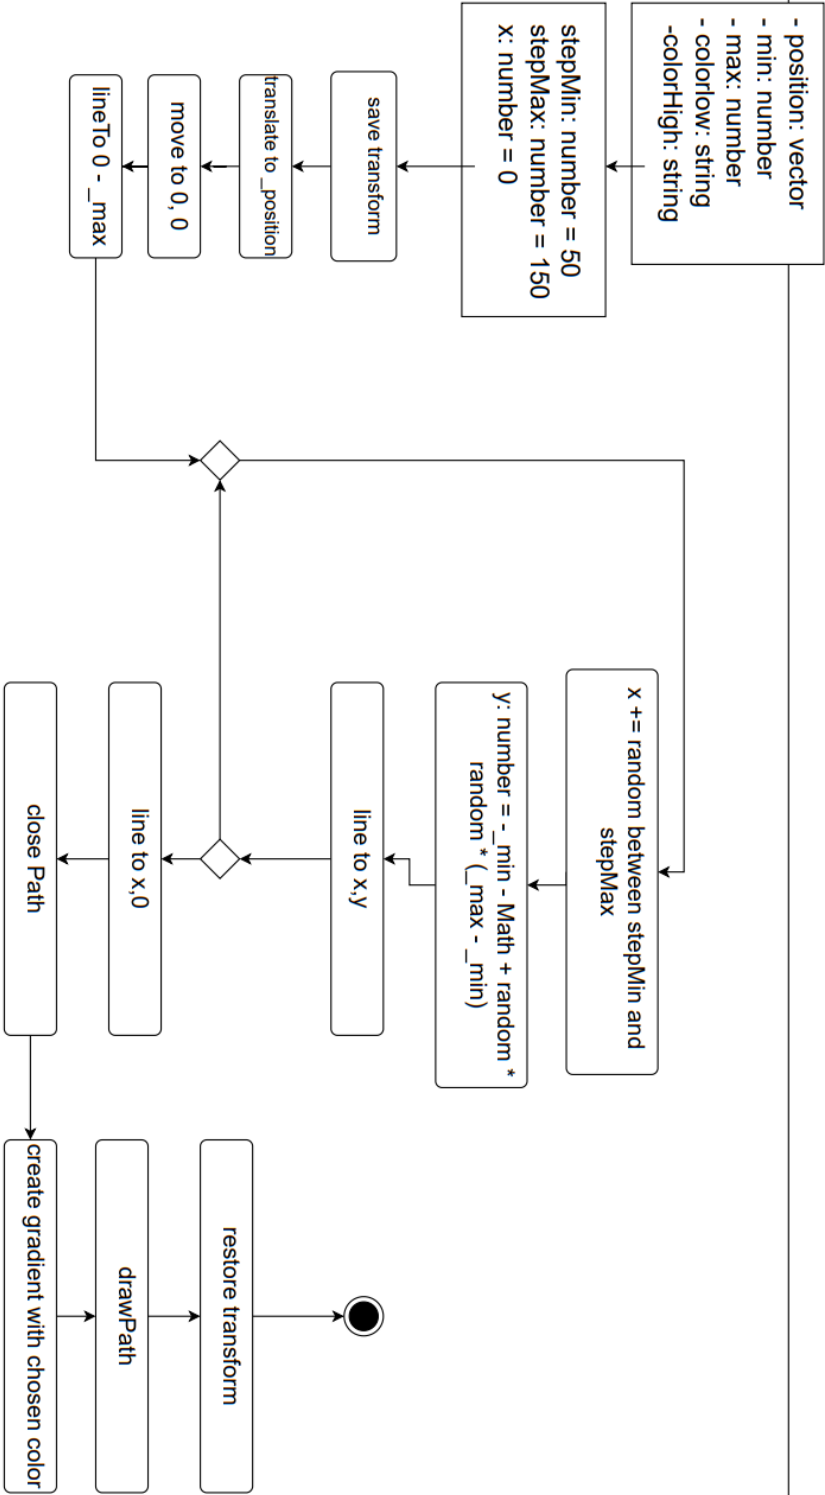 - position: vector
- min: number
- max: number
- colorlow: string
-colorHigh: string
stepMin: number = 50
stepMax: number = 150
x: number = 0
save transform
translate to _position
move to 0, 0
lineTo 0 - _max
x += random between stepMin and
stepMax
y: number = -_min - Math + random *
random * (_max - _min)
line to x,y
line to x,0
close Path
create gradient with chosen color
drawPath
restore transform